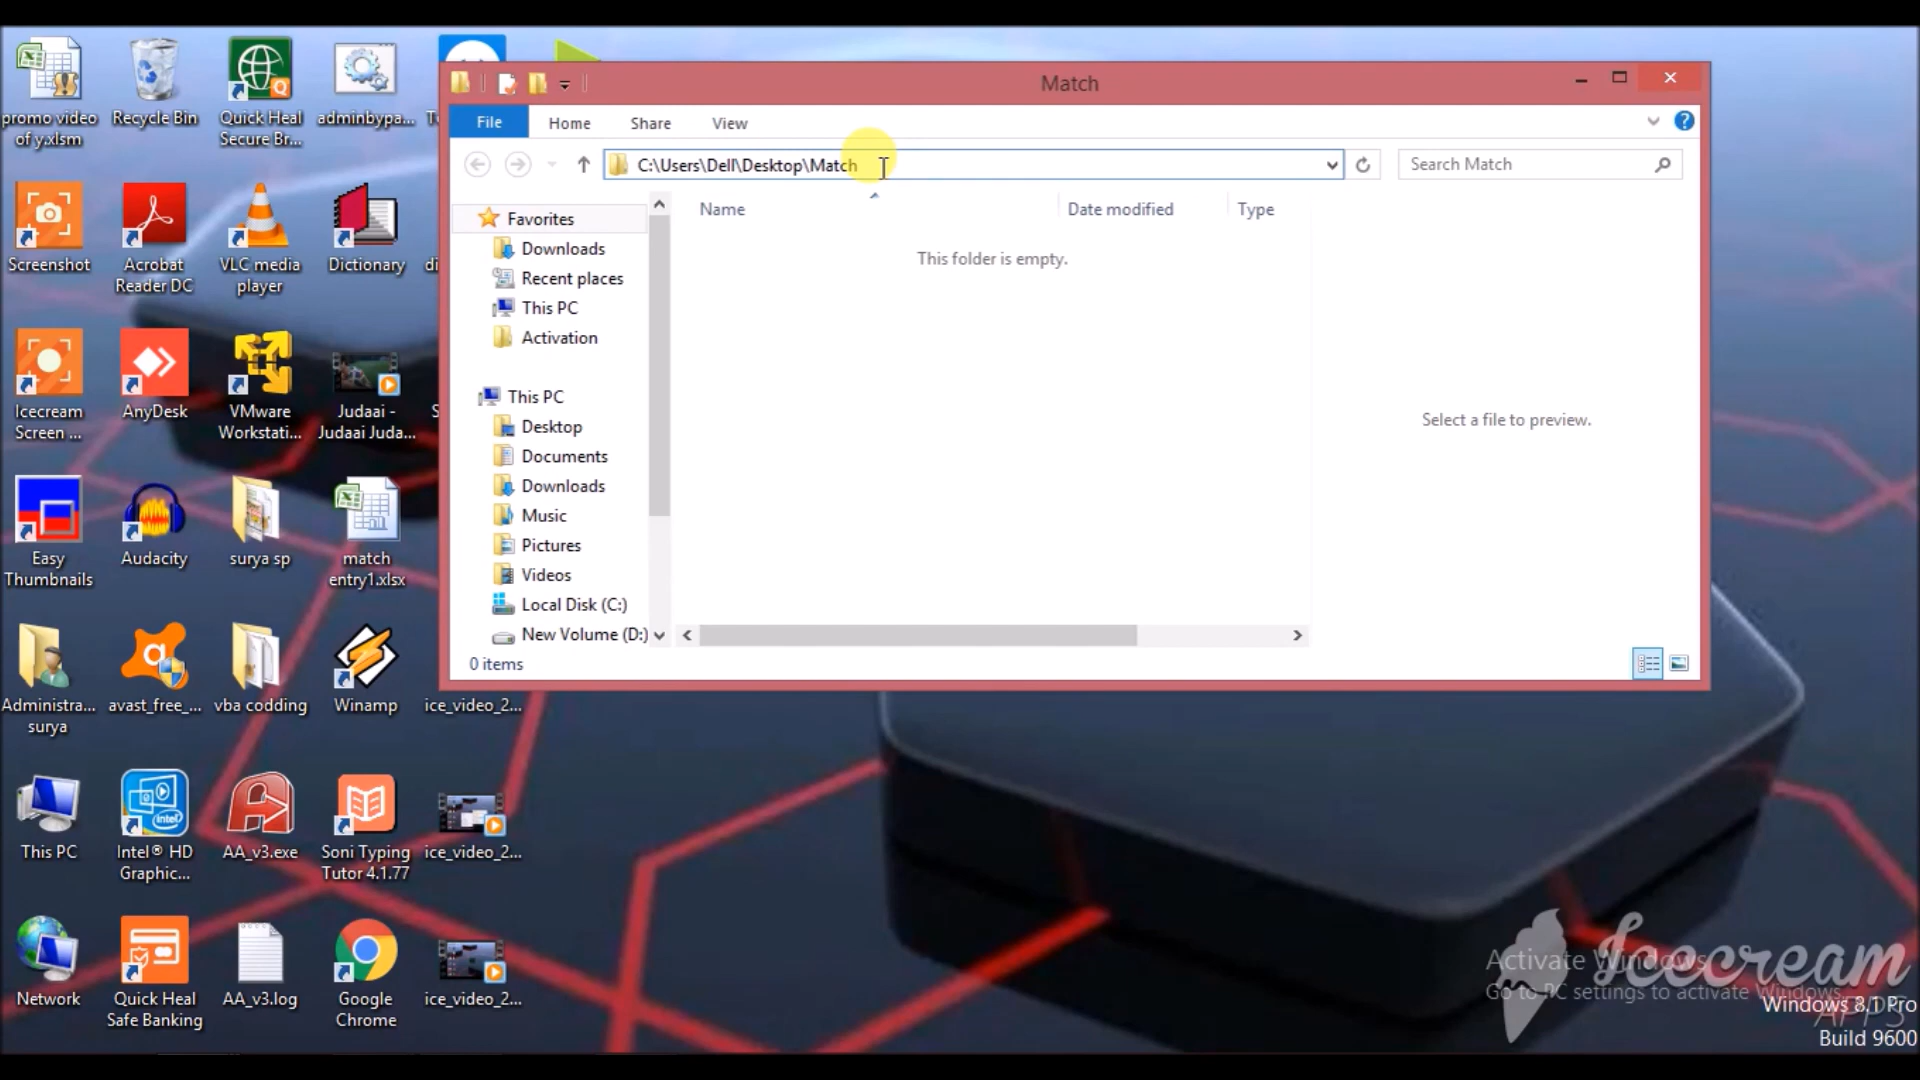 Match
File
Home
Share
View
C:\Users\Dell\Desktop\Match
Search Match
Name
Date modified
Type
This folder is empty.
Select a file to preview.
Favorites
Downloads
Recent places
This PC
Activation
This PC
Desktop
Documents
Downloads
Music
Pictures
Videos
Local Disk (C:)
New Volume (D:)
0 items
promo video
of y.xlsm
Recycle Bin
Quick Heal
Secure Br...
adminbypa...
Screenshot
Acrobat
Reader DC
VLC media
player
Dictionary
Icecream
Screen ...
AnyDesk
VMware
Workstati...
Judaai -
Judaai Juda...
Easy
Thumbnails
Audacity
surya sp
match
entry1.xlsx
Administra...
surya
avast_free_...
vba codding
Winamp
ice_video_2...
This PC
Intel® HD
Graphic...
AA_v3.exe
Soni Typing
Tutor 4.1.77
ice_video_2...
Network
Quick Heal
Safe Banking
AA_v3.log
Google
Chrome
ice_video_2...
Activate Windows
Go to PC settings to activate Windows.
Icecream
APPS
Windows 8.1 Pro
Build 9600